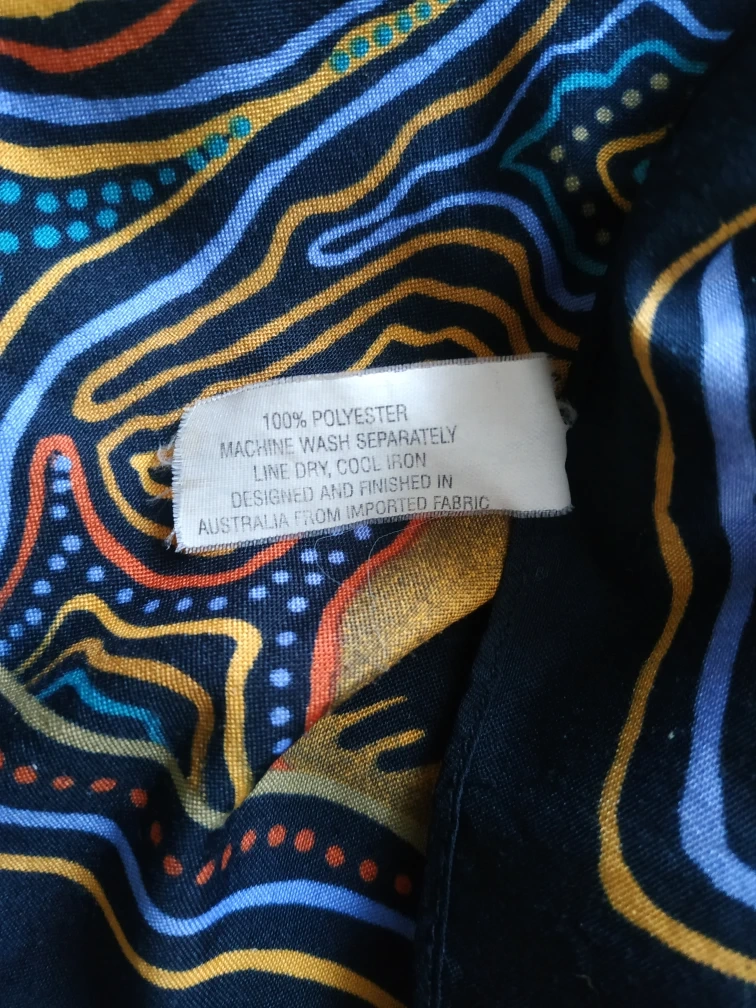 100% POLYESTER
MACHINE WASH SEPARATELY
LINE DRY, COOL IRON
DESIGNED AND FINISHED IN
AUSTRALIA FROM IMPORTED FABRIC